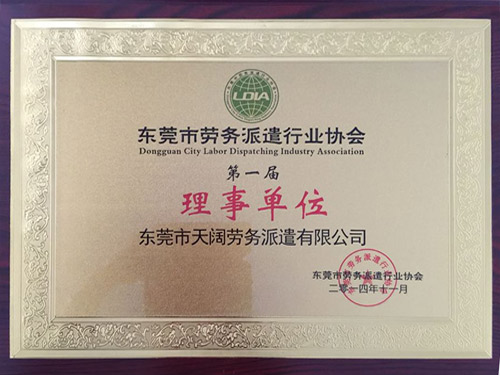 LDIA
东莞市劳务派遣行业协会
Dongguan City Labor Dispatching Industry Association
第一届
理事单位
东莞市天阔劳务派遣有限公司
东莞市劳务派遣行业协会
二零一四年十一月